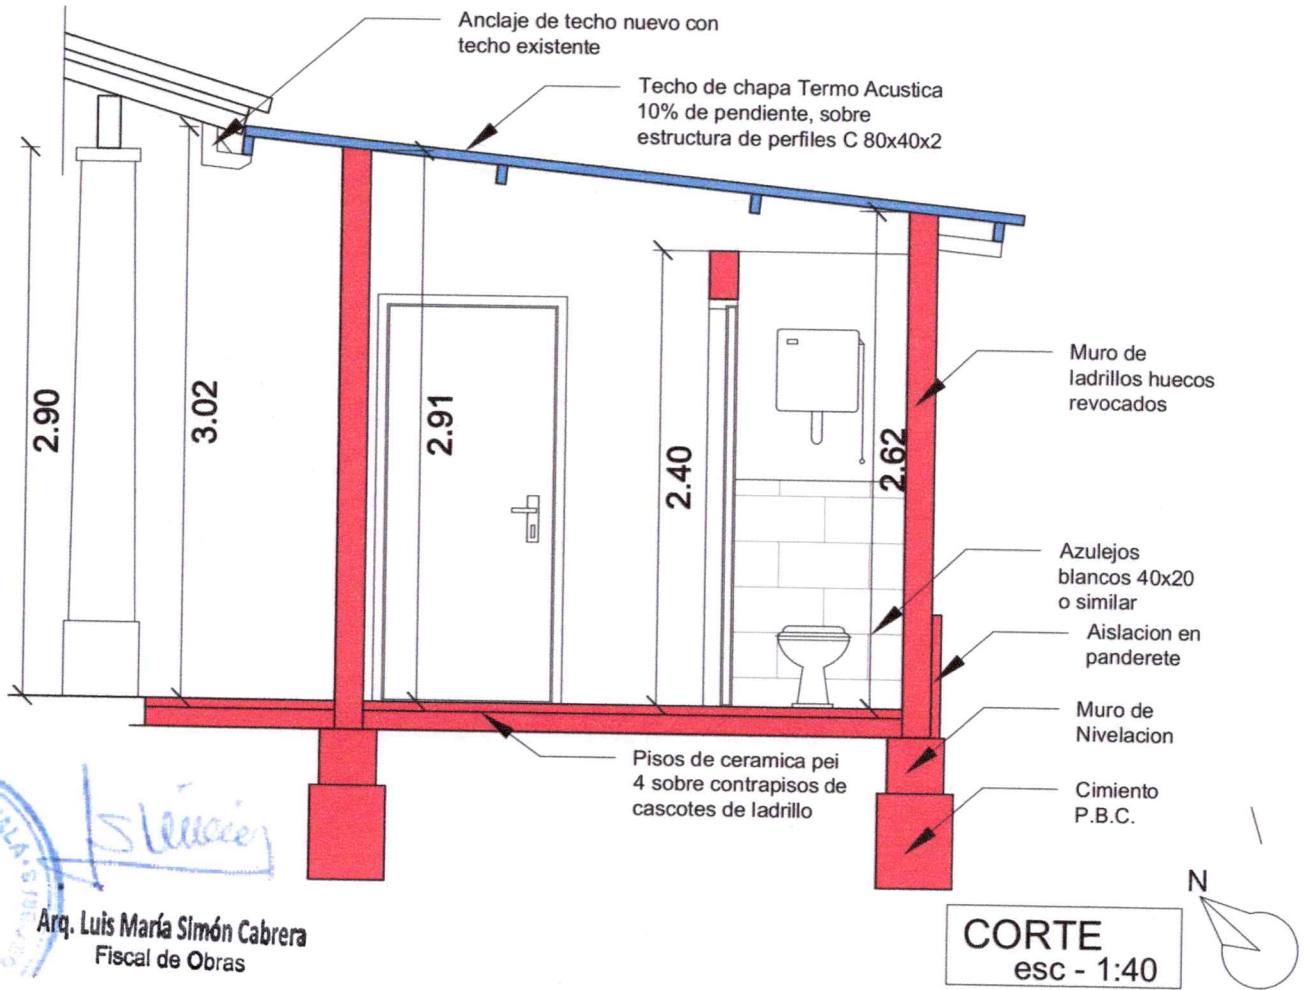 Anclaje de techo nuevo con
techo existente
Techo de chapa Termo Acustica
10% de pendiente, sobre
estructura de perfiles C 80x40x2
2.90
3.02
2.91
2.40
2.62
Muro de
ladrillos huecos
revocados
Azulejos
blancos 40x20
o similar
Aislacion en
panderete
Muro de
Nivelacion
Pisos de ceramica pei
4 sobre contrapisos de
cascotes de ladrillo
Cimiento
P.B.C.
Arq. Luis María Simón Cabrera
Fiscal de Obras
N
CORTE
esc - 1:40